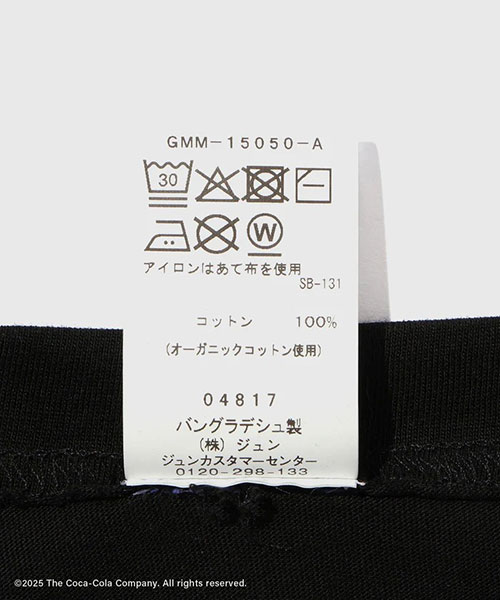 GMM-15050-A
30
W
アイロンはあて布を使用
SB-131
コットン 100%
(オーガニックコットン使用)
04817
バングラデシュ製
(株) ジュン
ジュンカスタマーセンター
0120-298-133
©2025 The Coca-Cola Company. All rights reserved.